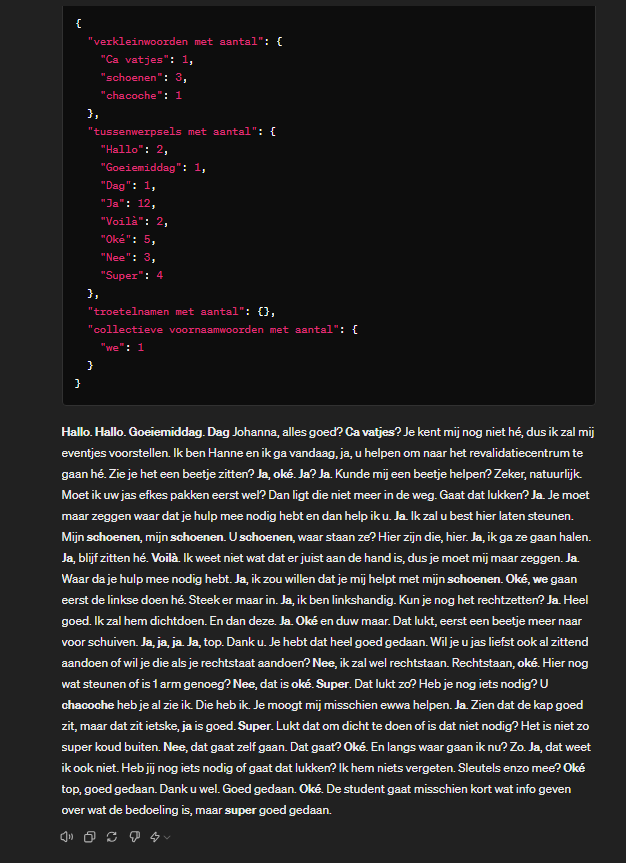 {
"verkleinwoorden met aantal": {
"Ca vatjes": 1,
"schoenen": 3,
"chacoche": 1
},
"tussenwerpsels met aantal": {
"Hallo": 2,
"Goeiemiddag": 1,
"Dag": 1,
"Ja": 12,
"Voilà": 2,
"Oké": 5,
"Nee": 3,
"Super": 4
},
"troetelnamen met aantal": {},
"collectieve voornaamwoorden met aantal": {
"we": 1
}
}
Hallo. Hallo. Goeiemiddag. Dag Johanna, alles goed? Ca vatjes? Je kent mij nog niet hé, dus ik zal mij
eventjes voorstellen. Ik ben Hanne en ik ga vandaag, ja, u helpen om naar het revalidatiecentrum te
gaan hé. Zie je het een beetje zitten? Ja, oké. Ja? Ja. Kunde mij een beetje helpen? Zeker, natuurlijk.
Moet ik uw jas efkes pakken eerst wel? Dan ligt die niet meer in de weg. Gaat dat lukken? Ja. Je moet
maar zeggen waar dat je hulp mee nodig hebt en dan help ik u. Ja. Ik zal u best hier laten steunen.
Mijn schoenen, mijn schoenen. U schoenen, waar staan ze? Hier zijn die, hier. Ja, ik ga ze gaan halen.
Ja, blijf zitten hé. Voilà. Ik weet niet wat dat er juist aan de hand is, dus je moet mij maar zeggen. Ja.
Waar da je hulp mee nodig hebt. Ja, ik zou willen dat je mij helpt met mijn schoenen. Oké, we gaan
eerst de linkse doen hé. Steek er maar in. Ja, ik ben linkshandig. Kun je nog het rechtzetten? Ja. Heel
goed. Ik zal hem dichtdoen. En dan deze. Ja. Oké en duw maar. Dat lukt, eerst een beetje meer naar
voor schuiven. Ja, ja, ja. Ja, top. Dank u. Je hebt dat heel goed gedaan. Wil je u jas liefst ook al zittend
aandoen of wil je die als je rechtstaat aandoen? Nee, ik zal wel rechtstaan. Rechtstaan, oké. Hier nog
wat steunen of is 1 arm genoeg? Nee, dat is oké. Super. Dat lukt zo? Heb je nog iets nodig? U
chacoche heb je al zie ik. Die heb ik. Je moogt mij misschien ewwa helpen. Ja. Zien dat de kap goed
zit, maar dat zit ietske, ja is goed. Super. Lukt dat om dicht te doen of is dat niet nodig? Het is niet zo
super koud buiten. Nee, dat gaat zelf gaan. Dat gaat? Oké. En langs waar gaan ik nu? Zo. Ja, dat weet
ik ook niet. Heb jij nog iets nodig of gaat dat lukken? Ik hem niets vergeten. Sleutels enzo mee? Oké
top, goed gedaan. Dank u wel. Goed gedaan. Oké. De student gaat misschien kort wat info geven
over wat de bedoeling is, maar super goed gedaan.